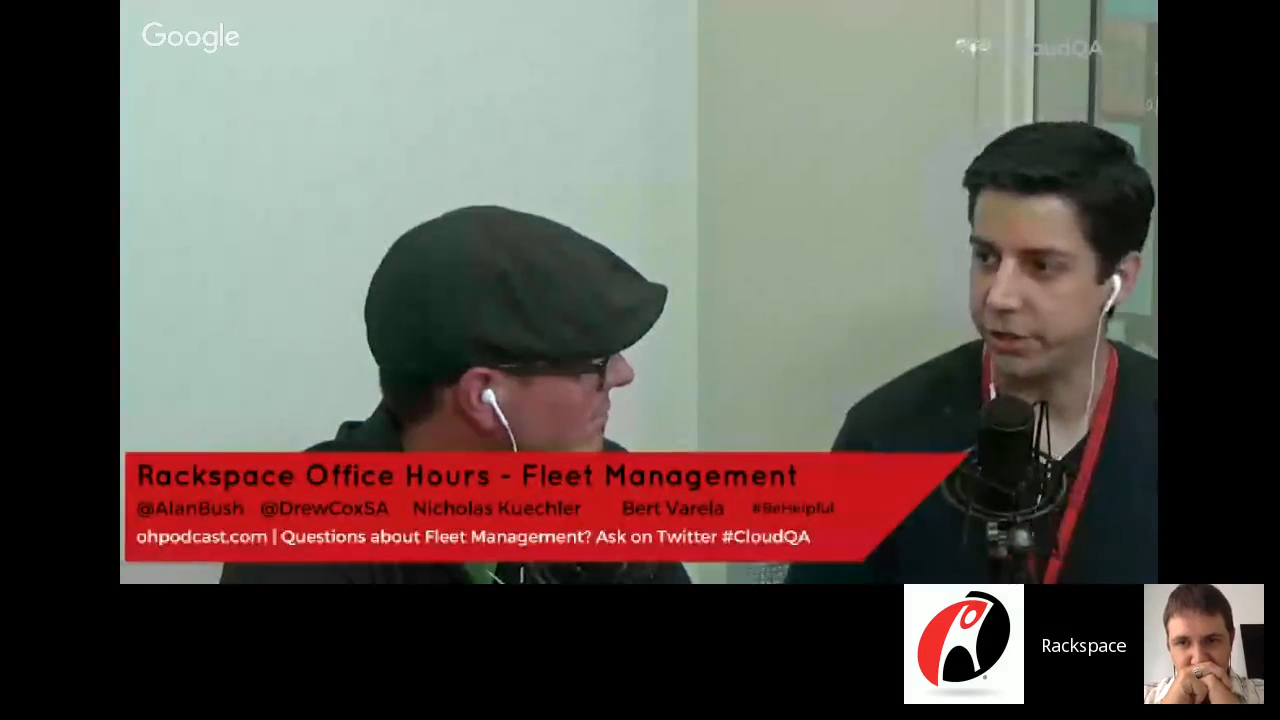 Google
CloudQA
Rackspace Office Hours - Fleet Management
@AlanBush @DrewCoxSA Nicholas Kuechler Bert Varela #BeHelpful
ohpodcast.com | Questions about Fleet Management? Ask on Twitter #CloudQA
Rackspace